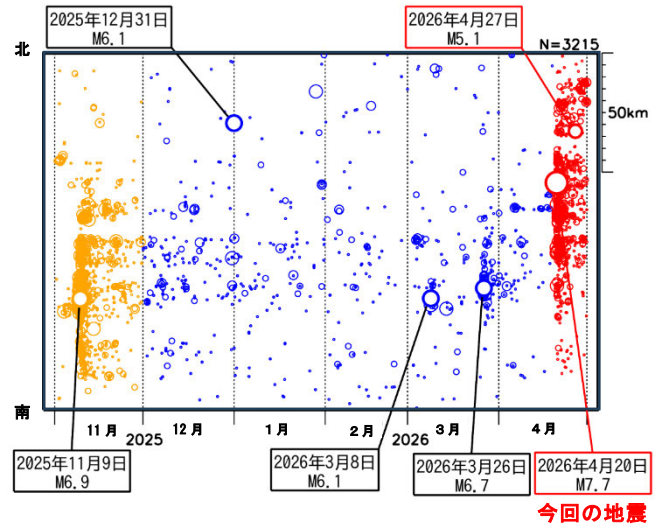 2025年12月31日
M6.1
2026年4月27日
M5.1
北
N=3215
50km
南
11月
12月
1月
2月
3月
4月
2025
2026
2025年11月9日
M6.9
2026年3月8日
M6.1
2026年3月26日
M6.7
2026年4月20日
M7.7
今回の地震